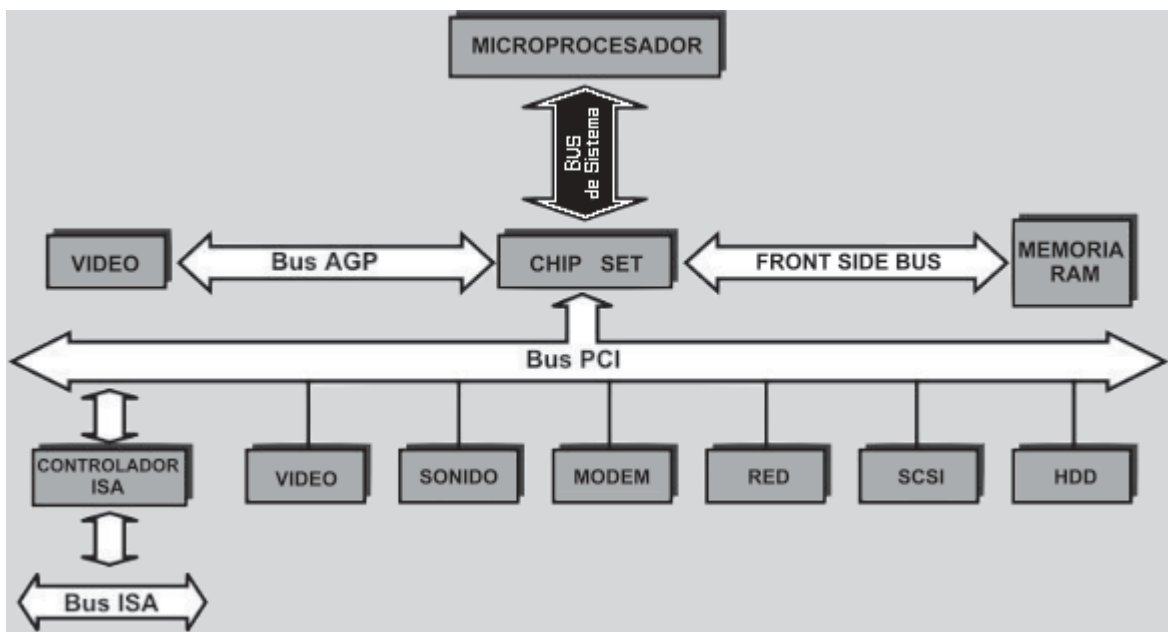 MICROPROCESADOR
BUS
de Sistema
VIDEO
Bus AGP
CHIP SET
FRONT SIDE BUS
MEMORIA
RAM
Bus PCI
CONTROLADOR
ISA
VIDEO
SONIDO
MODEM
RED
SCSI
HDD
Bus ISA